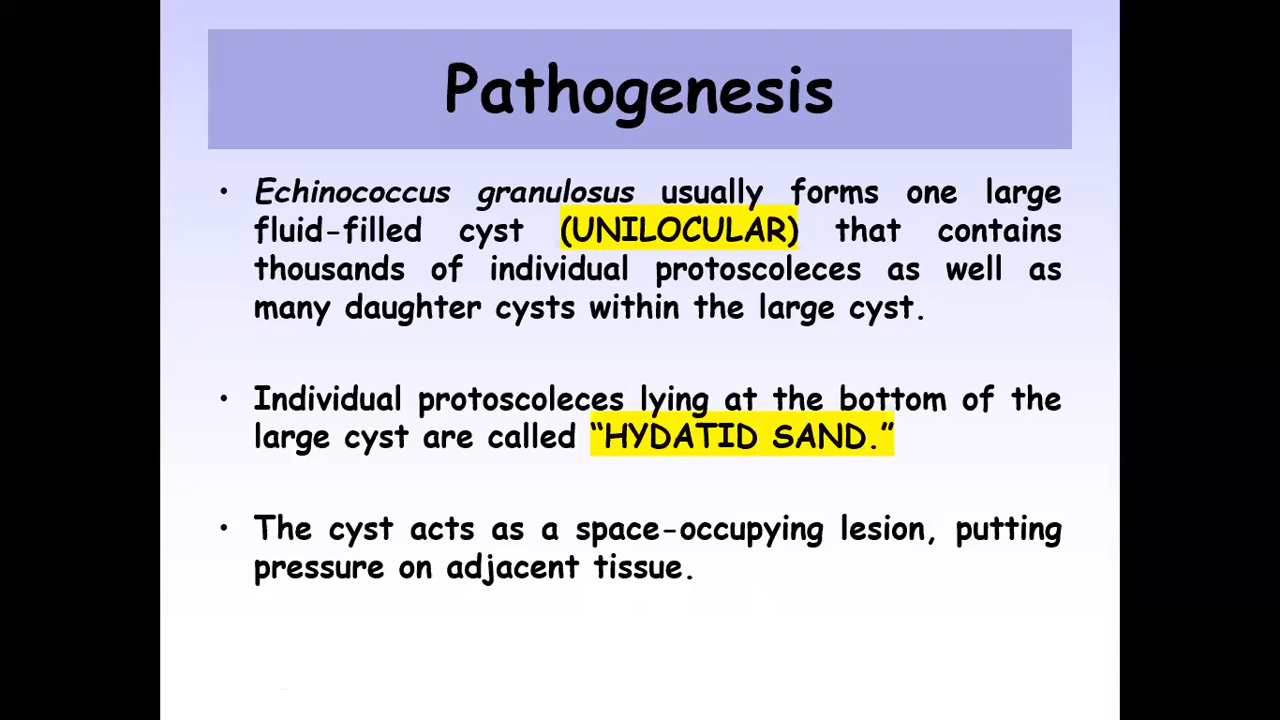 Pathogenesis
• Echinococcus granulosus usually forms one large
fluid-filled cyst (UNILOCULAR) that contains
thousands of individual protoscoleces as well as
many daughter cysts within the large cyst.
• Individual protoscoleces lying at the bottom of the
large cyst are called “HYDATID SAND.”
• The cyst acts as a space-occupying lesion, putting
pressure on adjacent tissue.